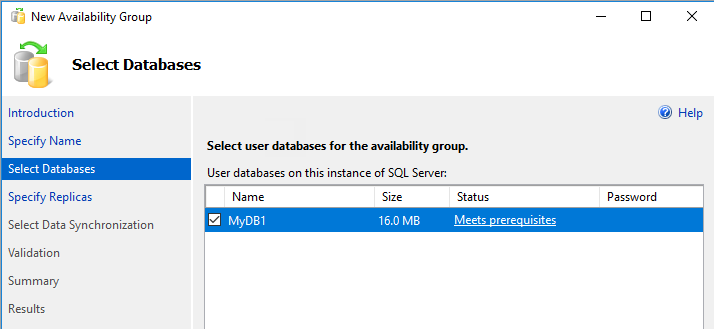 New Availability Group
Select Databases
Introduction
Help
Specify Name
Select user databases for the availability group.
Select Databases
User databases on this instance of SQL Server:
Specify Replicas
Name Size Status Password
Select Data Synchronization
MyDB1 16.0 MB Meets prerequisites
Validation
Summary
Results